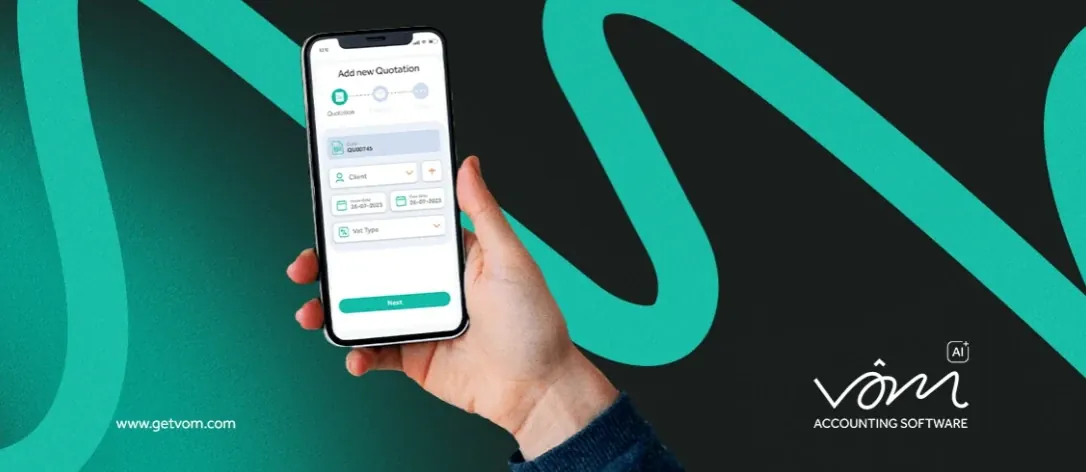 Add new Quotation
Quotation
QU00745
Client
26-07-2023
26-07-2023
Vat Type
Next
AI+
vôm
www.getvom.com
ACCOUNTING SOFTWARE